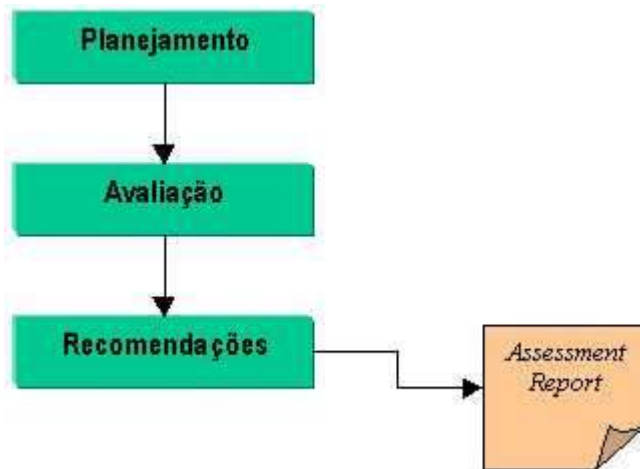 Planejamento
Avaliação
Recomendações
Assessment
Report